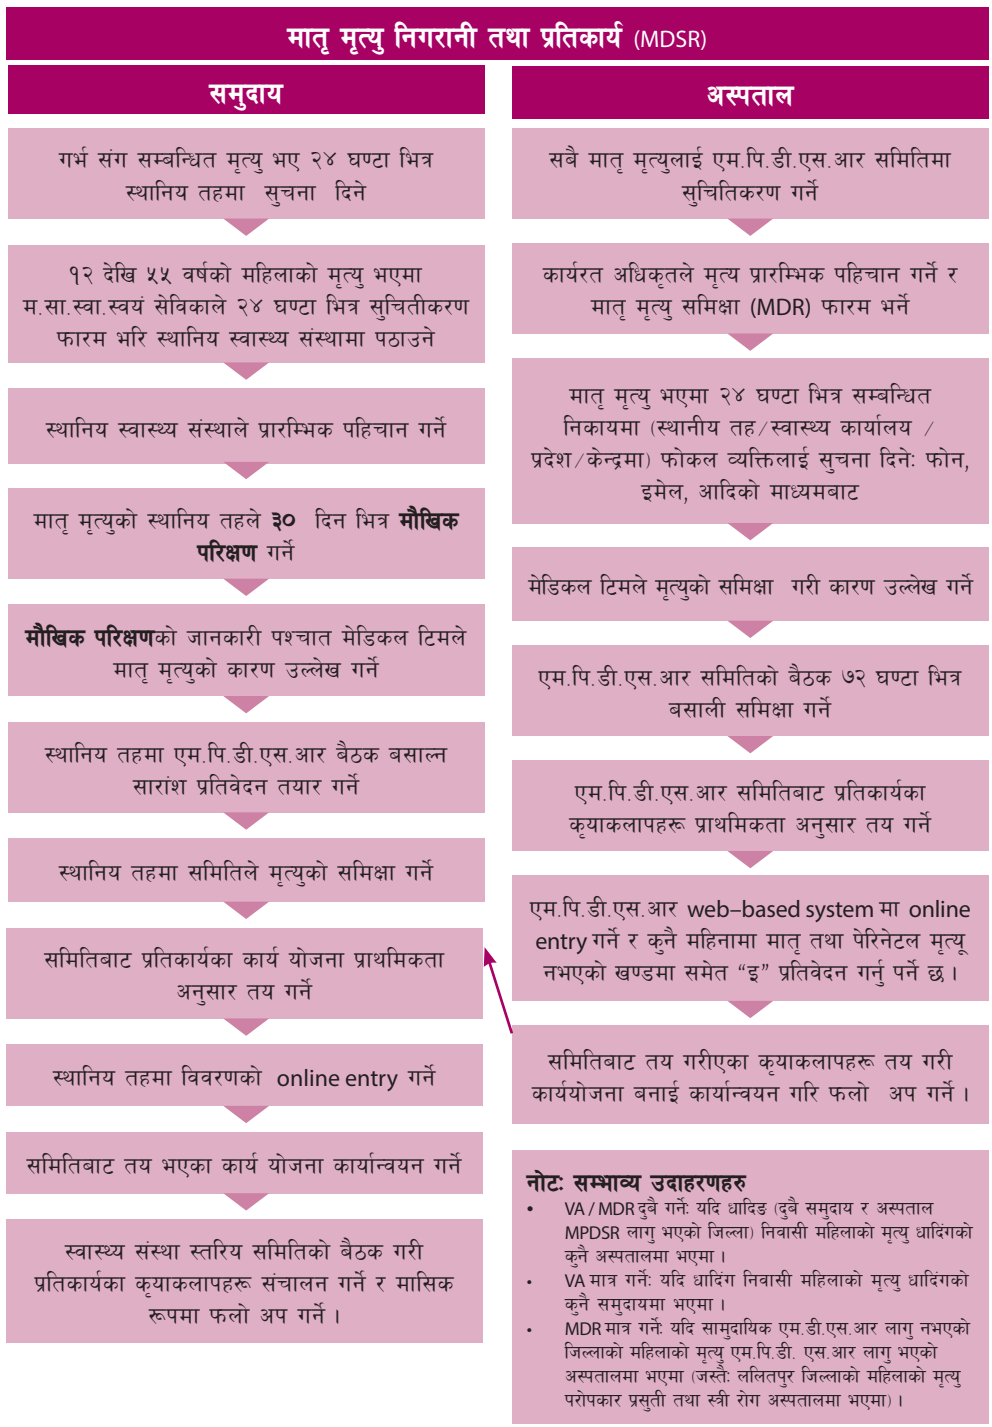 मातृ मृत्यु निगरानी तथा प्रतिकार्य (MDSR)
समुदाय
गर्भ संग सम्बन्धित मृत्यु भए २४ घण्टा भित्र
स्थानिय तहमा सुचना दिने
१२ देखि ५५ वर्षको महिलाको मृत्यु भएमा
म.सा.स्वा.स्वयं सेविकाले २४ घण्टा भित्र सुचितीकरण
फारम भरि स्थानिय स्वास्थ्य संस्थामा पठाउने
स्थानिय स्वास्थ्य संस्थाले प्रारम्भिक पहिचान गर्ने
मातृ मृत्युको स्थानिय तहले ३० दिन भित्र मौखिक
परिक्षण गर्ने
मौखिक परिक्षणको जानकारी पश्चात मेडिकल टिमले
मातृ मृत्युको कारण उल्लेख गर्ने
स्थानिय तहमा एम.पि.डी.एस.आर बैठक बसाल्न
सारांश प्रतिवेदन तयार गर्ने
स्थानिय तहमा समितिले मृत्युको समिक्षा गर्ने
समितिबाट प्रतिकार्यका कार्य योजना प्राथमिकता
अनुसार तय गर्ने
स्थानिय तहमा विवरणको online entry गर्ने
समितिबाट तय भएका कार्य योजना कार्यान्वयन गर्ने
स्वास्थ्य संस्था स्तरिय समितिको बैठक गरी
प्रतिकार्यका कृयाकलापहरू संचालन गर्ने र मासिक
रूपमा फलो अप गर्ने ।
अस्पताल
सबै मातृ मृत्युलाई एम.पि.डी.एस.आर समितिमा
सुचितिकरण गर्ने
कार्यरत अधिकृतले मृत्य प्रारम्भिक पहिचान गर्ने र
मातृ मृत्यु समिक्षा (MDR) फारम भर्ने
मातृ मृत्यु भएमा २४ घण्टा भित्र सम्बन्धित
निकायमा (स्थानीय तह/स्वास्थ्य कार्यालय /
प्रदेश/केन्द्रमा) फोकल व्यक्तिलाई सुचना दिनेः फोन,
इमेल, आदिको माध्यमबाट
मेडिकल टिमले मृत्युको समिक्षा गरी कारण उल्लेख गर्ने
एम.पि.डी.एस.आर समितिको बैठक ७२ घण्टा भित्र
बसाली समिक्षा गर्ने
एम.पि.डी.एस.आर समितिबाट प्रतिकार्यका
कृयाकलापहरू प्राथमिकता अनुसार तय गर्ने
एम.पि.डी.एस.आर web–based system मा online
entry गर्ने र कुनै महिनामा मातृ तथा पेरिनेटल मृत्यू
नभएको खण्डमा समेत “इ” प्रतिवेदन गर्नु पर्ने छ ।
समितिबाट तय गरीएका कृयाकलापहरू तय गरी
कार्ययोजना बनाई कार्यान्वयन गरि फलो अप गर्ने ।
नोटः सम्भाव्य उदाहरणहरु
• VA / MDR दुबै गर्नेः यदि धादिङ (दुबै समुदाय र अस्पताल
MPDSR लागु भएको जिल्ला) निवासी महिलाको मृत्यु धादिंगको
कुनै अस्पतालमा भएमा ।
• VA मात्र गर्नेः यदि धादिंग निवासी महिलाको मृत्यु धादिंगको
कुनै समुदायमा भएमा ।
• MDR मात्र गर्नेः यदि सामुदायिक एम.डी.एस.आर लागु नभएको
जिल्लाको महिलाको मृत्यु एम.पि.डी. एस.आर लागु भएको
अस्पतालमा भएमा (जस्तैः ललितपुर जिल्लाको महिलाको मृत्यु
परोपकार प्रसुती तथा स्त्री रोग अस्पतालमा भएमा) ।